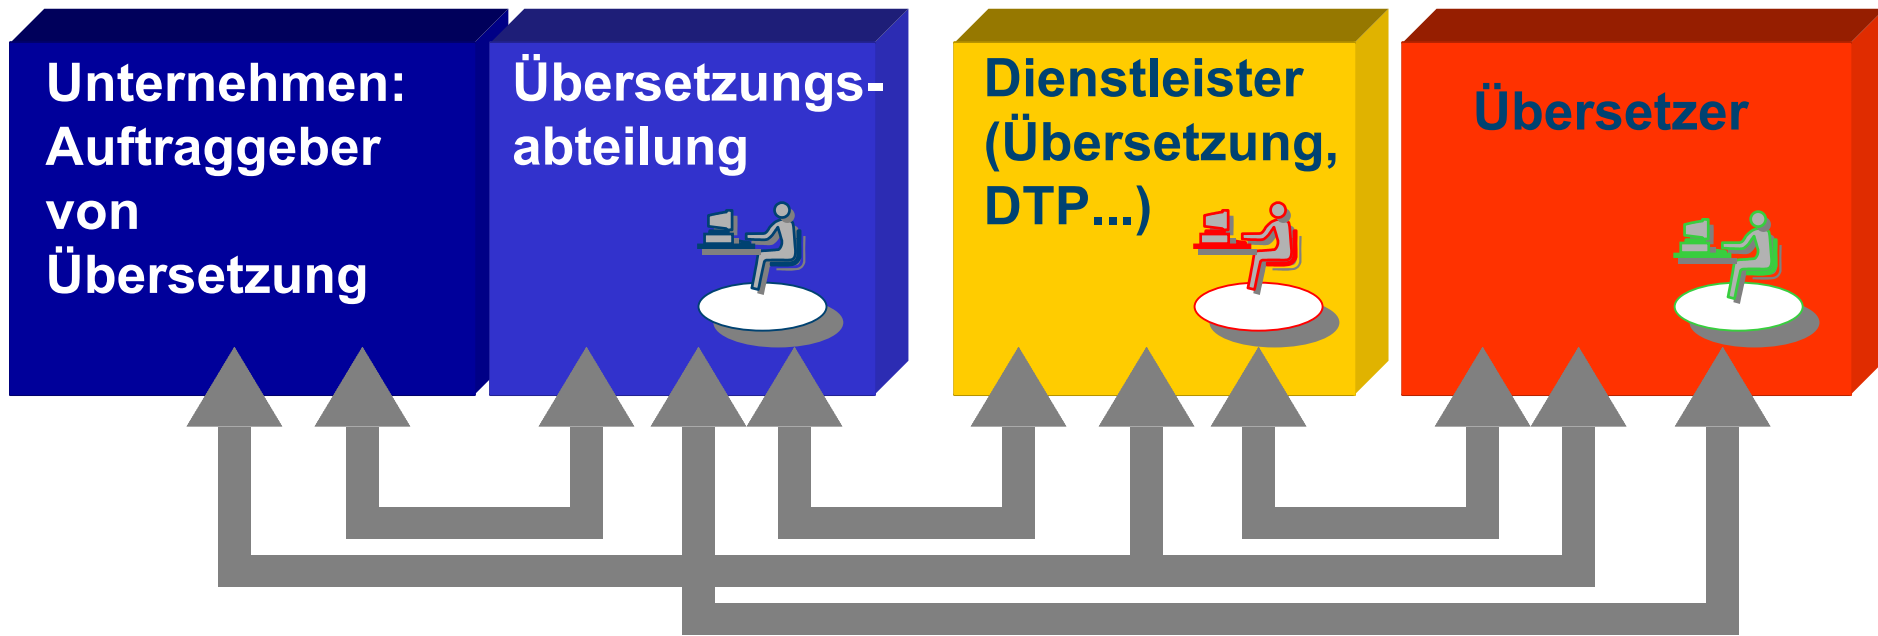 Unternehmen:
Auftraggeber
von
Übersetzung
Übersetzungs-
abteilung
Dienstleister
(Übersetzung,
DTP...)
Übersetzer